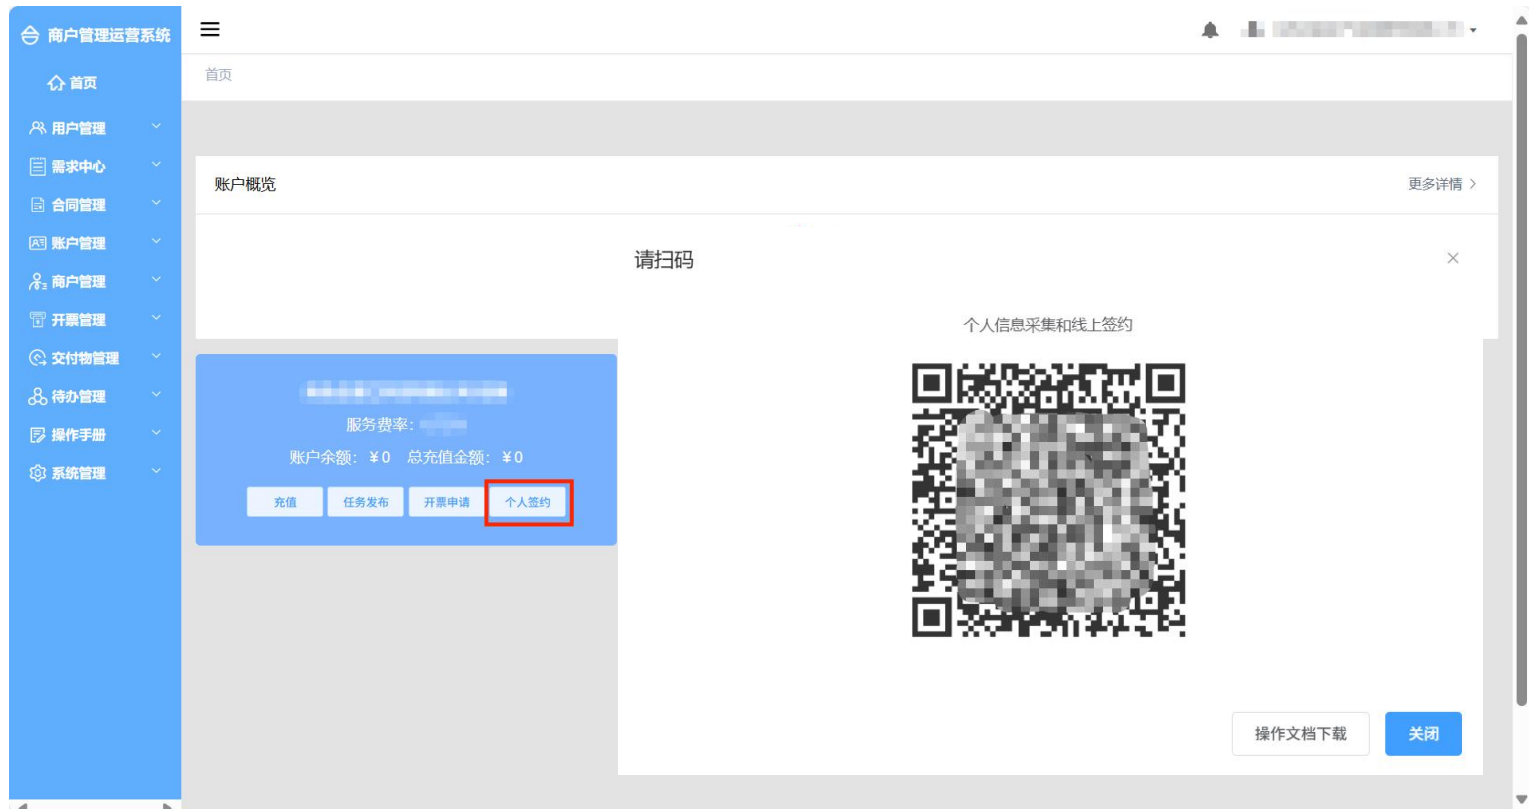 商户管理运营系统
首页
用户管理
需求中心
合同管理
账户管理
商户管理
开票管理
交付物管理
待办管理
操作手册
系统管理
首页
账户概览
更多详情
服务费率:
账户余额: ¥0 总充值金额: ¥0
充值 任务发布 开票申请 个人签约
请扫码
个人信息采集和线上签约
操作文档下载 关闭